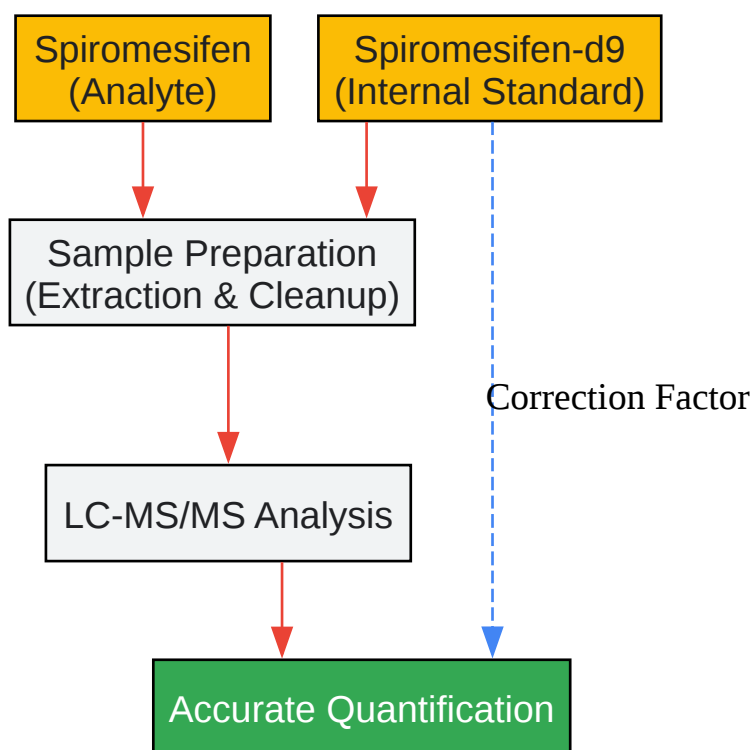 Spiromesifen
(Analyte)
Spiromesifen-d9
(Internal Standard)
Sample Preparation
(Extraction & Cleanup)
Correction Factor
LC-MS/MS Analysis
Accurate Quantification